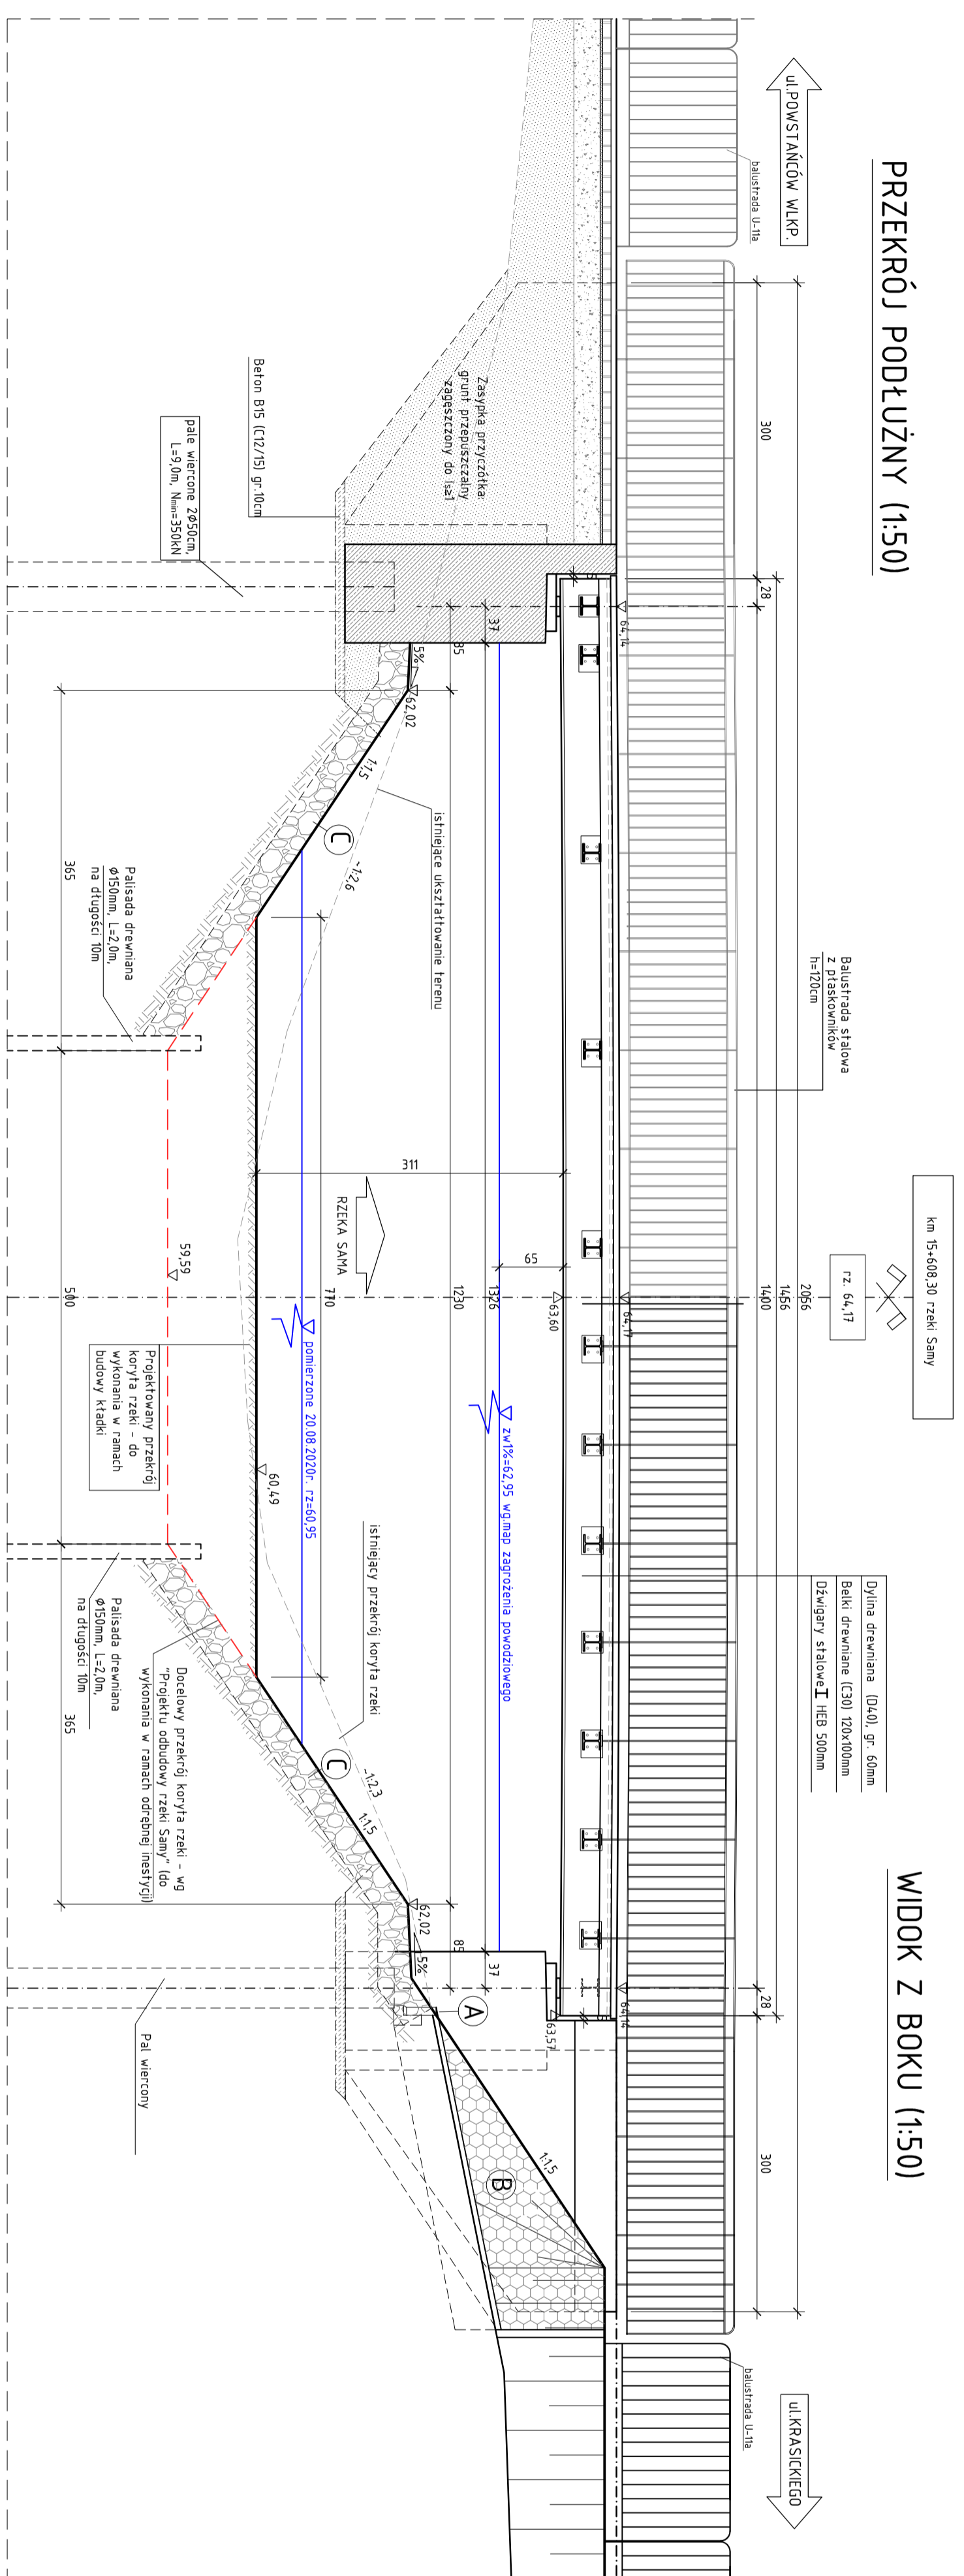 PRZEKRÓJ PODŁUŻNY (1:50)
WIDOK Z BOKU (1:50)
km 15+608,30 rzeki Samy
rz. 64,17
ul.POWSTAŃCÓW WLKP.
ul.KRASICKIEGO
balustrada U-11a
balustrada U-11a
Balustrada stalowa
z płaskowników
h=120cm
Dylina drewniana (D40), gr. 60mm
Belki drewniane (C30) 120x100mm
Dźwigary stalowe HEB 500mm
2056
1456
300
28
1400
28
300
64,14
64,17
64,14
63,60
63,57
65
311
Zasypka przyczółka:
grunt przepuszczalny
zagęszczony do Is≥1
37
1326
37
85
1230
85
zw1%=62,95 wg.map zagrożenia powodziowego
5%
62,02
62,02
5%
istniejące ukształtowanie terenu
istniejący przekrój koryta rzeki
1:1,5
~1:2,6
~1:2,3
1:1,5
1:1,5
A
B
C
C
RZEKA SAMA
770
pomierzone 20.08.2020r. rz=60,95
60,49
59,59
Beton B15 (C12/15) gr.10cm
pale wiercone 2Ø50cm,
L=9,0m, Nmin=350kN
Palisada drewniana
Ø150mm, L=2,0m,
na długości 10m
Projektowany przekrój
koryta rzeki - do
wykonania w ramach
budowy kładki
Palisada drewniana
Ø150mm, L=2,0m,
na długości 10m
Docelowy przekrój koryta rzeki - wg
"Projektu odbudowy rzeki Samy" (do
wykonania w ramach odrębnej inestycji)
Pal wiercony
365
500
365